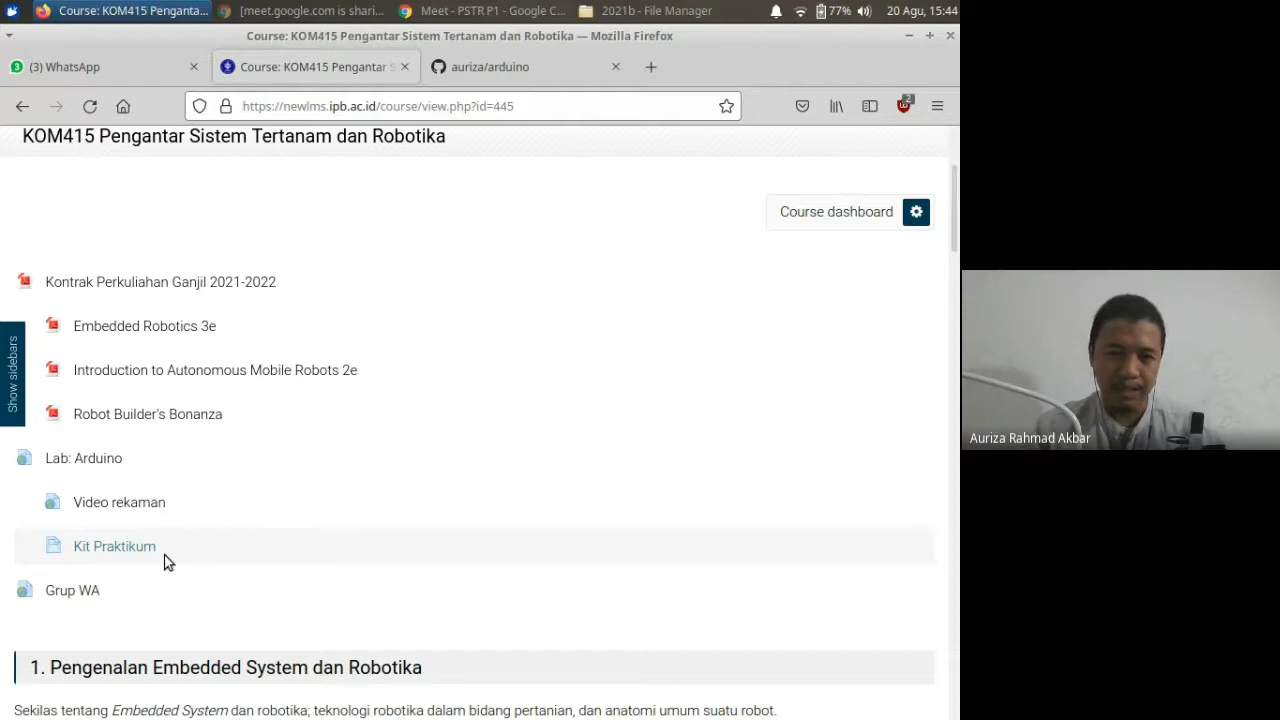 Course: KOM415 Penganta...
[meet.google.com is shari...
Meet - PSTR P1 - Google C...
2021b - File Manager
77%
20 Agu, 15:44
Course: KOM415 Pengantar Sistem Tertanam dan Robotika — Mozilla Firefox
(3) WhatsApp
Course: KOM415 Pengantar S
auriza/arduino
https://newlms.ipb.ac.id/course/view.php?id=445
2
KOM415 Pengantar Sistem Tertanam dan Robotika
Course dashboard
Kontrak Perkuliahan Ganjil 2021-2022
Embedded Robotics 3e
Show sidebars
Introduction to Autonomous Mobile Robots 2e
Robot Builder's Bonanza
Auriza Rahmad Akbar
Lab: Arduino
Video rekaman
Kit Praktikum
Grup WA
1. Pengenalan Embedded System dan Robotika
Sekilas tentang Embedded System dan robotika; teknologi robotika dalam bidang pertanian, dan anatomi umum suatu robot.